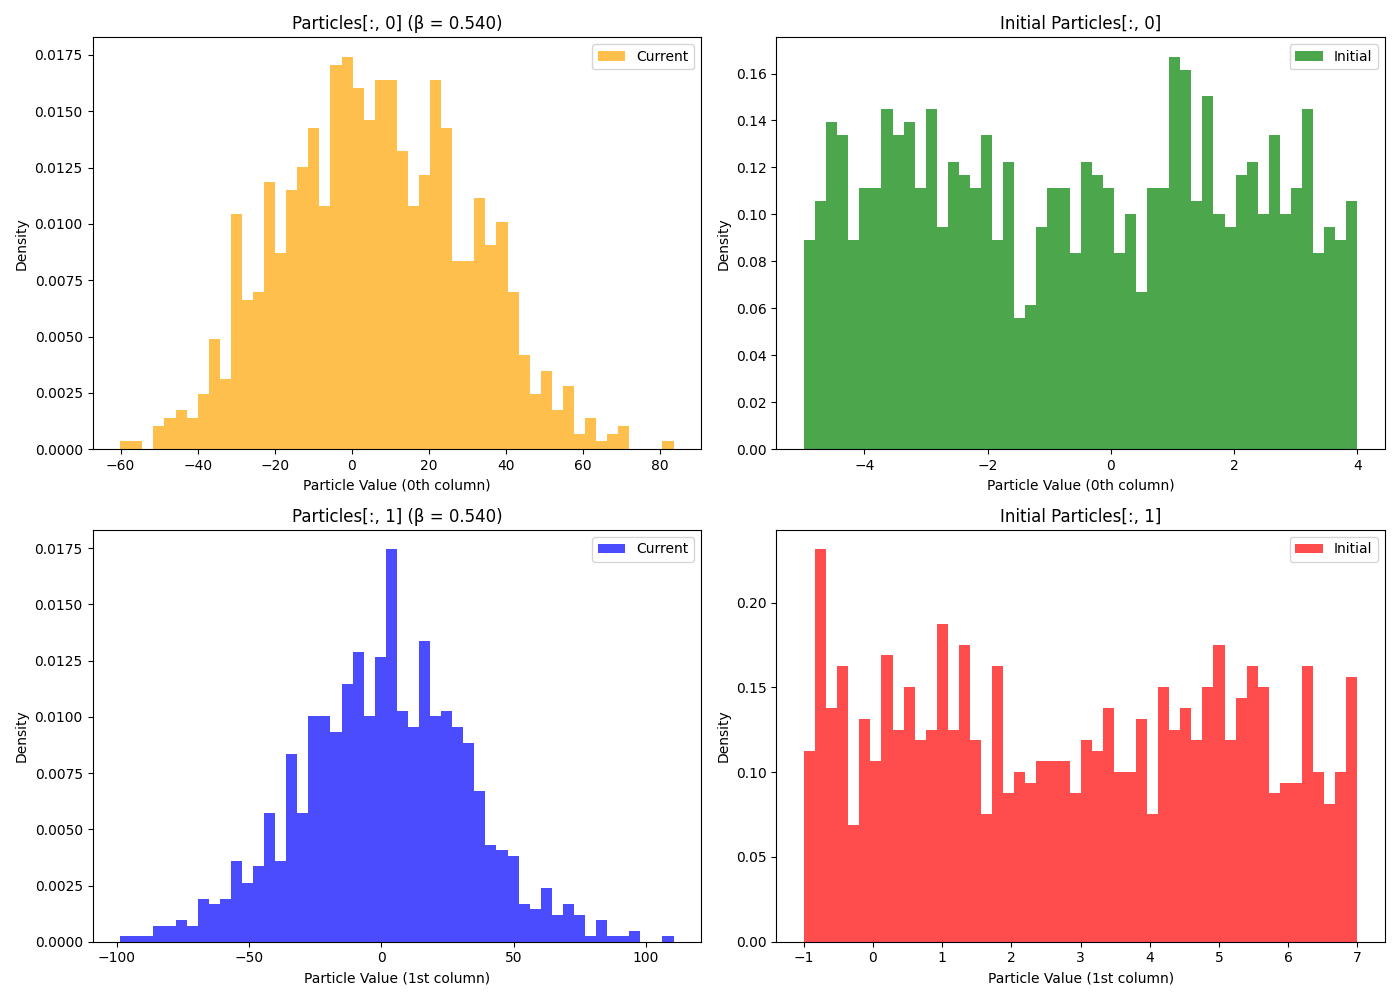 Particles[:, 0] (β = 0.540)
Current
0.0175
0.0150
0.0125
0.0100
0.0075
0.0050
0.0025
0.0000
Density
−60 −40 −20 0 20 40 60 80
Particle Value (0th column)
Initial Particles[:, 0]
Initial
0.16
0.14
0.12
0.10
0.08
0.06
0.04
0.02
0.00
Density
−4 −2 0 2 4
Particle Value (0th column)
Particles[:, 1] (β = 0.540)
Current
0.0175
0.0150
0.0125
0.0100
0.0075
0.0050
0.0025
0.0000
Density
−100 −50 0 50 100
Particle Value (1st column)
Initial Particles[:, 1]
Initial
0.20
0.15
0.10
0.05
0.00
Density
−1 0 1 2 3 4 5 6 7
Particle Value (1st column)